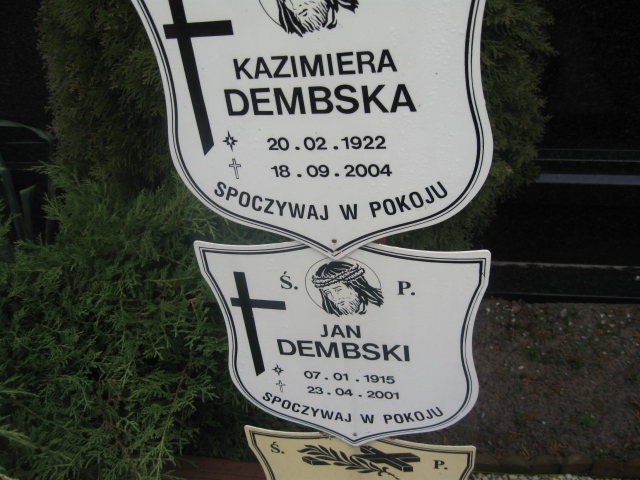 KAZIMIERA
DEMBSKA
20.02.1922
18.09.2004
SPOCZYWAJ W POKOJU
Ś. P.
JAN
DEMBSKI
07.01.1915
23.04.2001
SPOCZYWAJ W POKOJU
Ś. P.